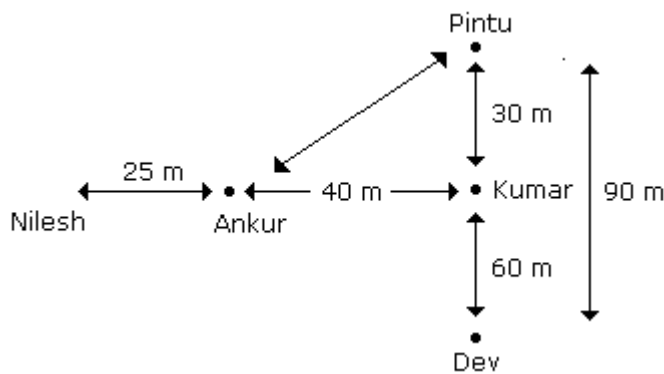 Pintu
30 m
25 m
40 m
Kumar
90 m
Nilesh
Ankur
60 m
Dev